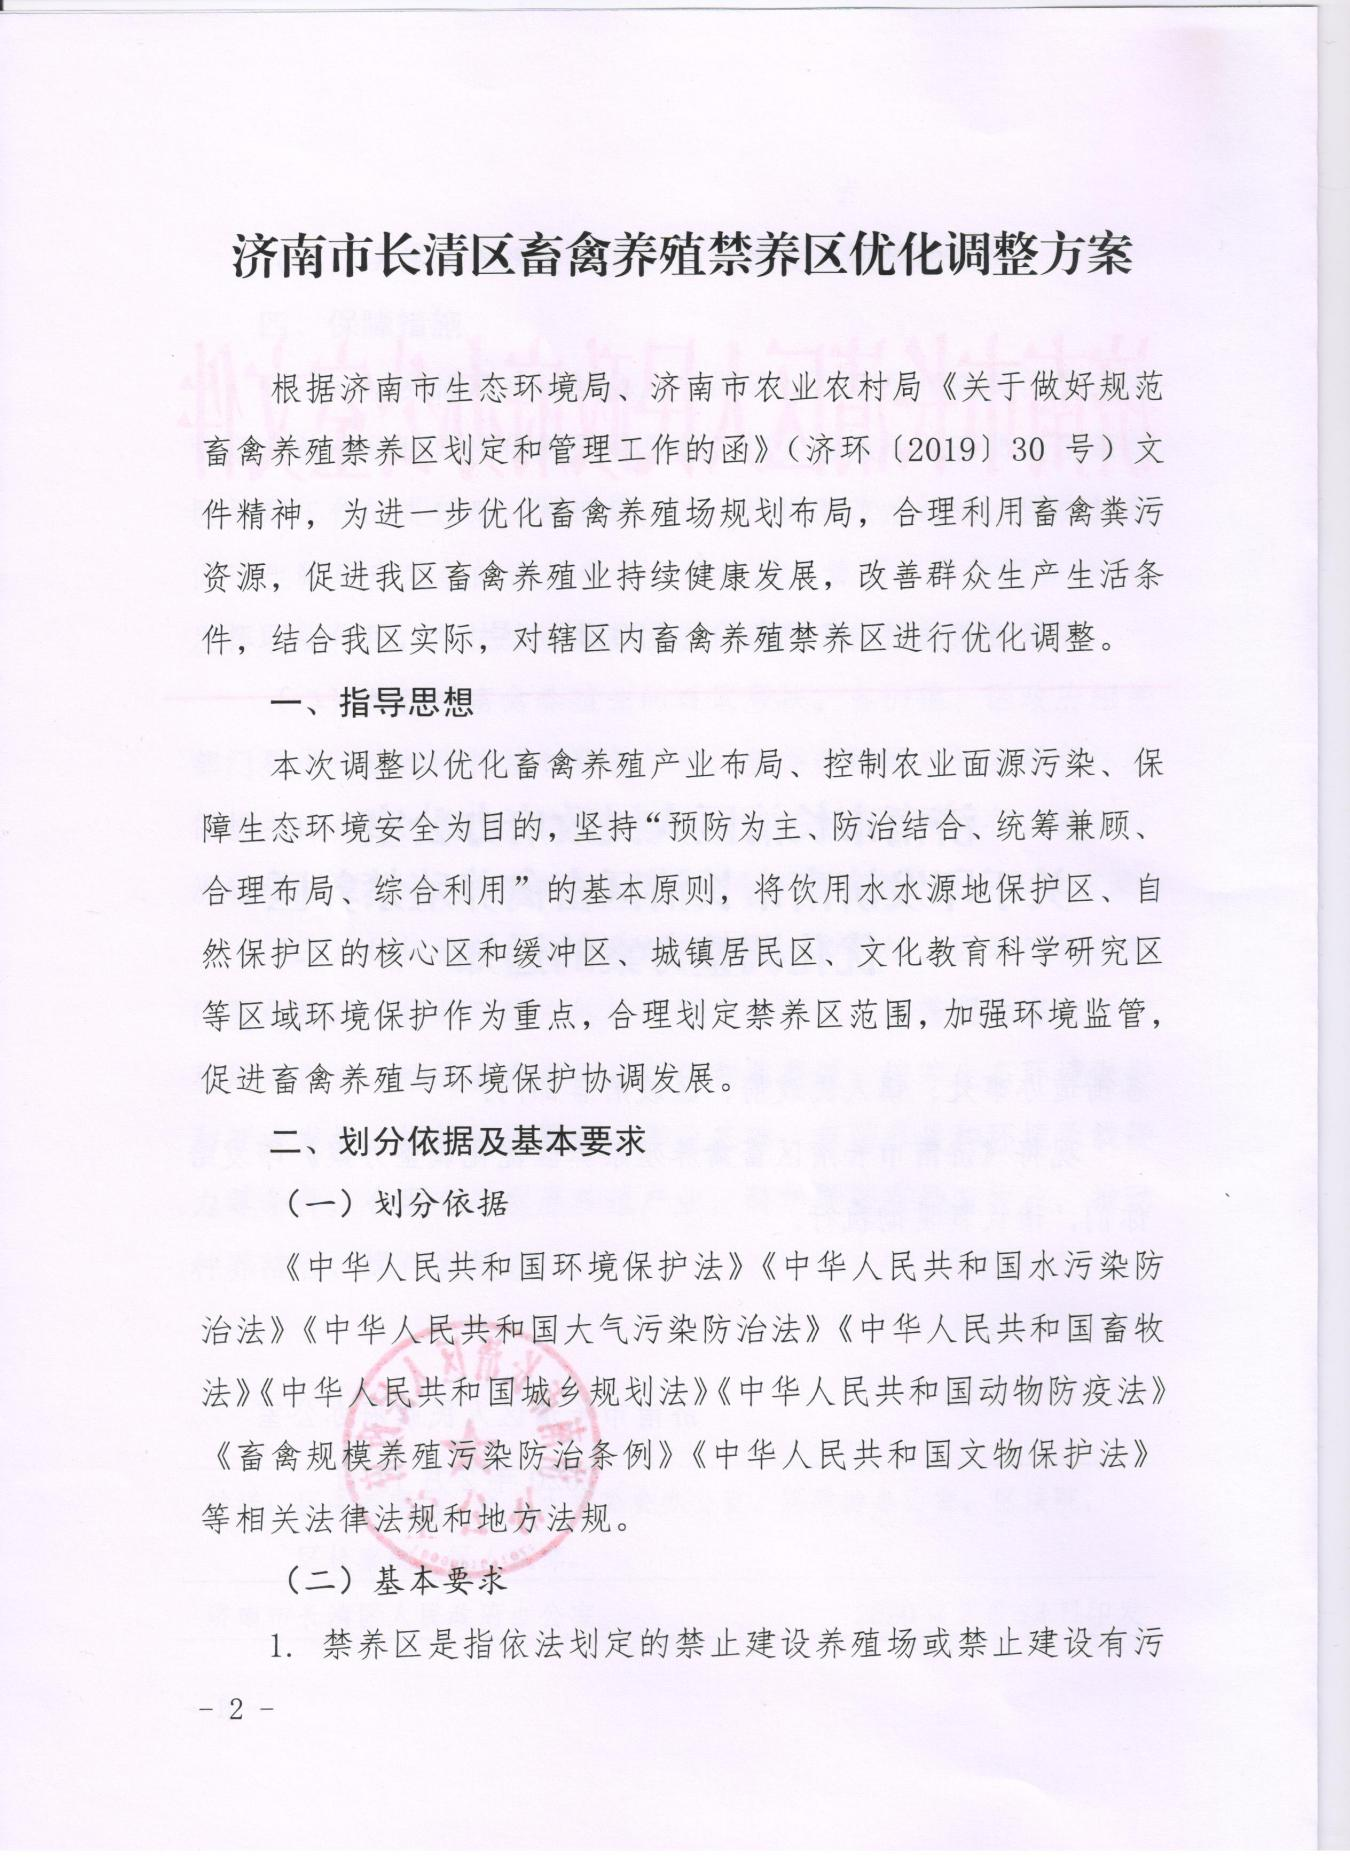 济南市长清区畜禽养殖禁养区优化调整方案
根据济南市生态环境局、济南市农业农村局《关于做好规范
畜禽养殖禁养区划定和管理工作的函》（济环〔2019〕30 号）文
件精神，为进一步优化畜禽养殖场规划布局，合理利用畜禽粪污
资源，促进我区畜禽养殖业持续健康发展，改善群众生产生活条
件，结合我区实际，对辖区内畜禽养殖禁养区进行优化调整。
一、指导思想
本次调整以优化畜禽养殖产业布局、控制农业面源污染、保
障生态环境安全为目的，坚持“预防为主、防治结合、统筹兼顾、
合理布局、综合利用”的基本原则，将饮用水水源地保护区、自
然保护区的核心区和缓冲区、城镇居民区、文化教育科学研究区
等区域环境保护作为重点，合理划定禁养区范围，加强环境监管，
促进畜禽养殖与环境保护协调发展。
二、划分依据及基本要求
（一）划分依据
《中华人民共和国环境保护法》《中华人民共和国水污染防
治法》《中华人民共和国大气污染防治法》《中华人民共和国畜牧
法》《中华人民共和国城乡规划法》《中华人民共和国动物防疫法》
《畜禽规模养殖污染防治条例》《中华人民共和国文物保护法》
等相关法律法规和地方法规。
（二）基本要求
1. 禁养区是指依法划定的禁止建设养殖场或禁止建设有污
- 2 -